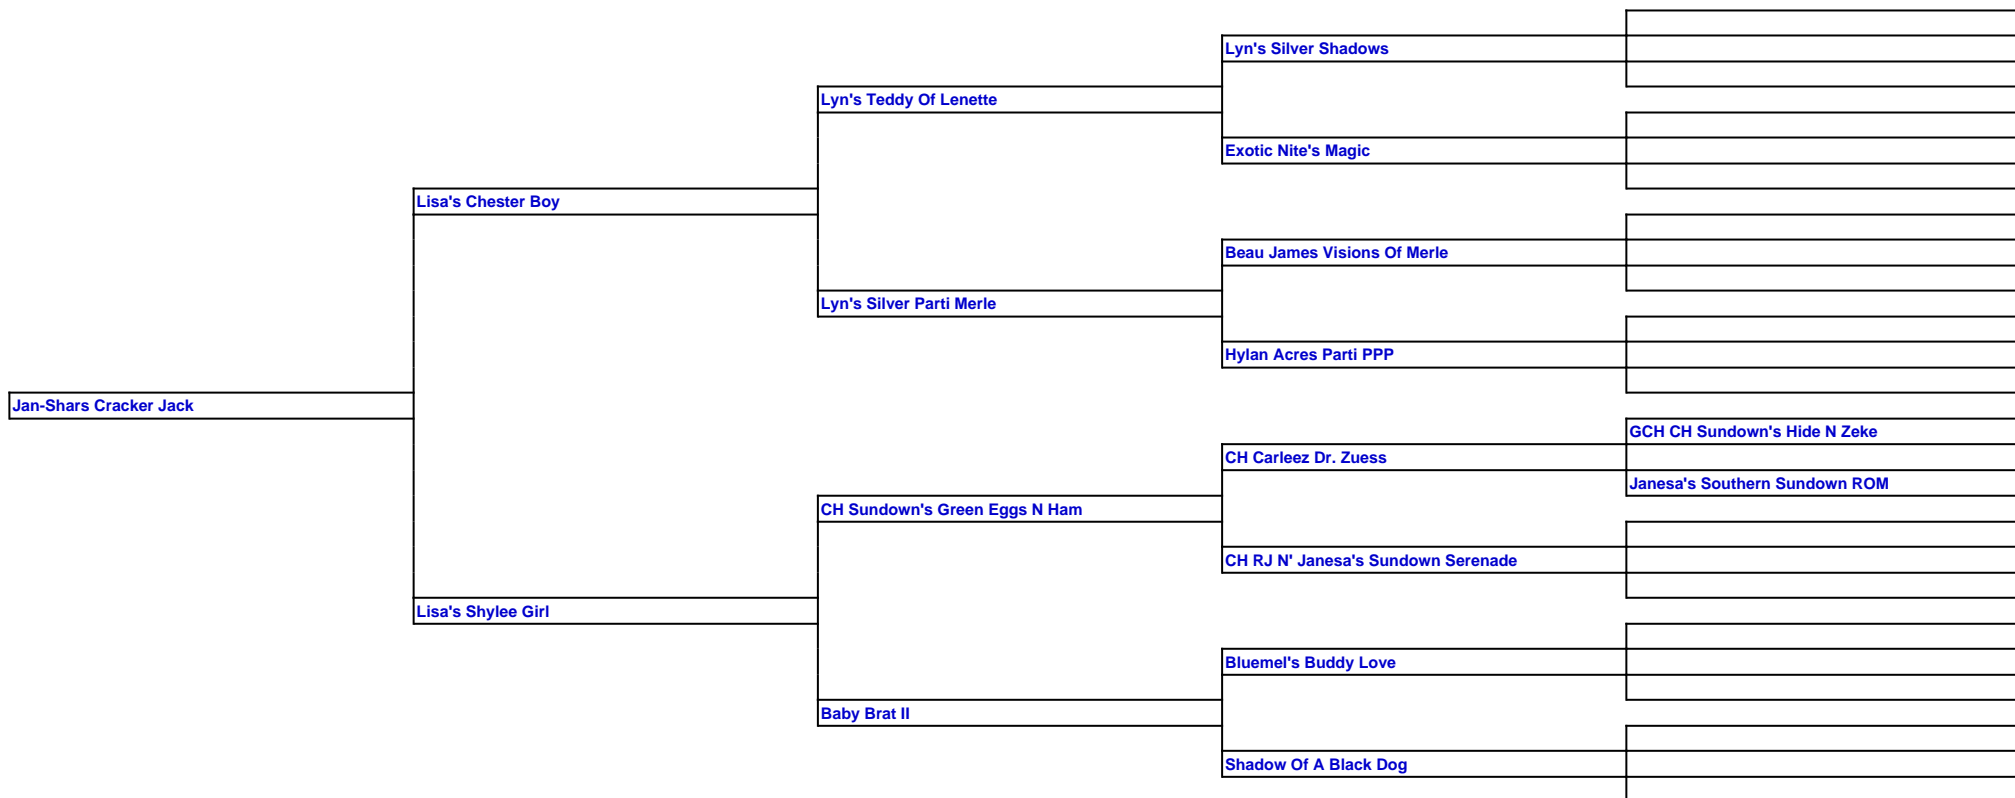 Lyn's Silver Shadows
Lyn's Teddy Of Lenette
Exotic Nite's Magic
Lisa's Chester Boy
Beau James Visions Of Merle
Lyn's Silver Parti Merle
Hylan Acres Parti PPP
Jan-Shars Cracker Jack
GCH CH Sundown's Hide N Zeke
CH Carleez Dr. Zuess
Janesa's Southern Sundown ROM
CH Sundown's Green Eggs N Ham
CH RJ N' Janesa's Sundown Serenade
Lisa's Shylee Girl
Bluemel's Buddy Love
Baby Brat II
Shadow Of A Black Dog